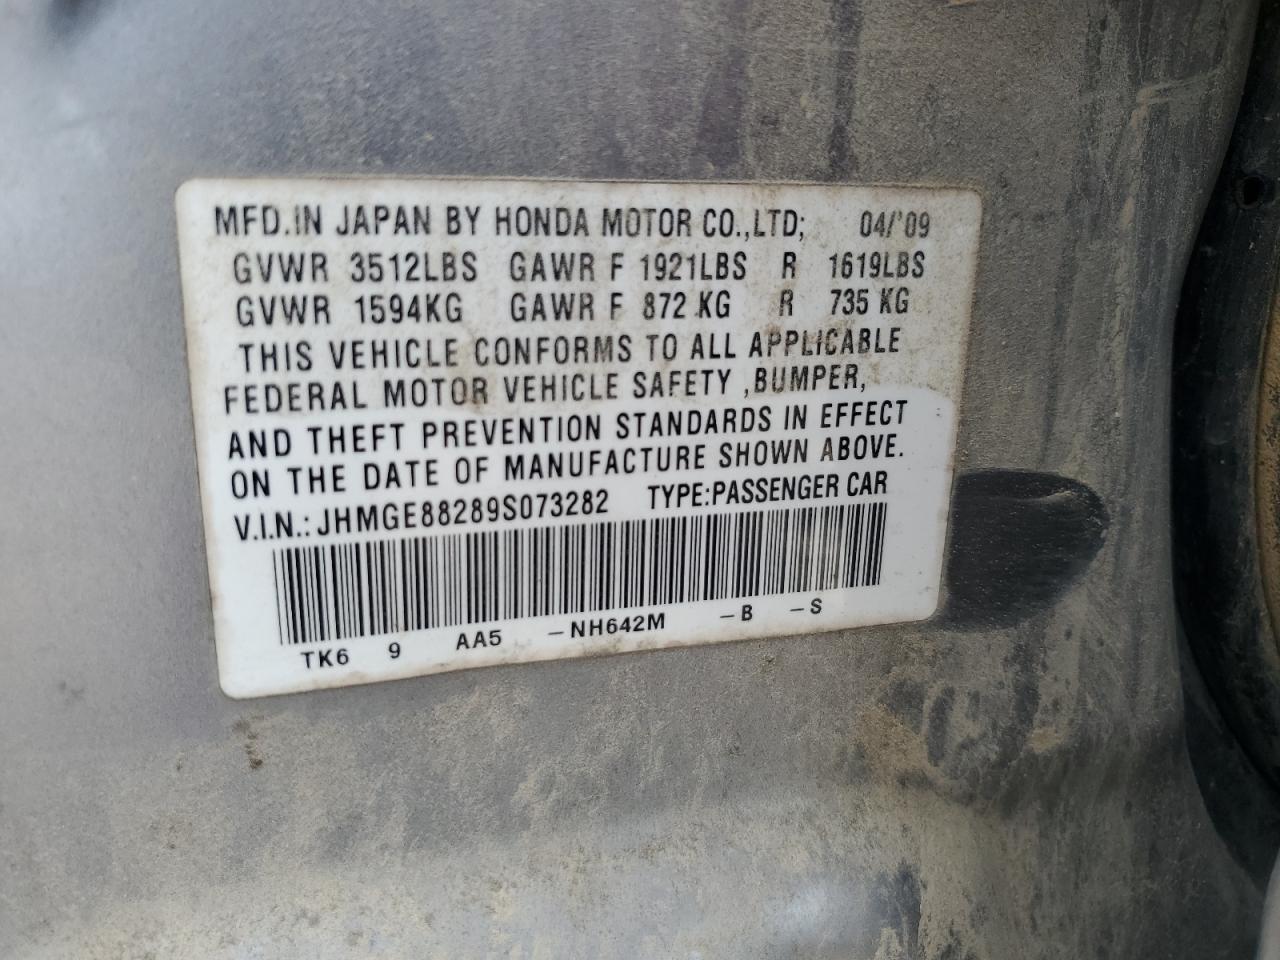 MFD.IN JAPAN BY HONDA MOTOR CO.,LTD; 04/'09
GVWR 3512LBS GAWR F 1921LBS R 1619LBS
GVWR 1594KG GAWR F 872 KG R 735 KG
THIS VEHICLE CONFORMS TO ALL APPLICABLE
FEDERAL MOTOR VEHICLE SAFETY ,BUMPER,
AND THEFT PREVENTION STANDARDS IN EFFECT
ON THE DATE OF MANUFACTURE SHOWN ABOVE.
V.I.N.: JHMGE88289S073282 TYPE:PASSENGER CAR
TK6 9 AA5 -NH642M -B -S